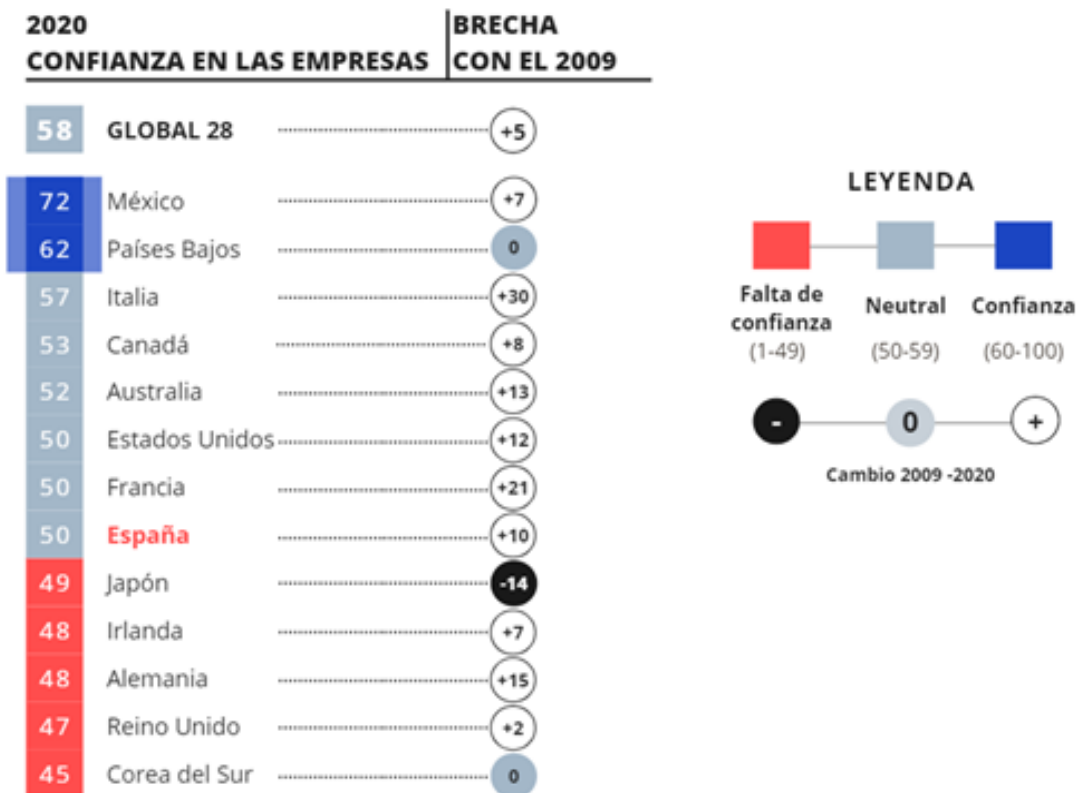 2020
CONFIANZA EN LAS EMPRESAS
BRECHA
CON EL 2009
58 GLOBAL 28 +5
72 México +7
62 Países Bajos 0
57 Italia +30
53 Canadá +8
52 Australia +13
50 Estados Unidos +12
50 Francia +21
50 España +10
49 Japón -14
48 Irlanda +7
48 Alemania +15
47 Reino Unido +2
45 Corea del Sur 0
LEYENDA
Falta de
confianza
(1-49)
Neutral
(50-59)
Confianza
(60-100)
- 0 +
Cambio 2009 -2020